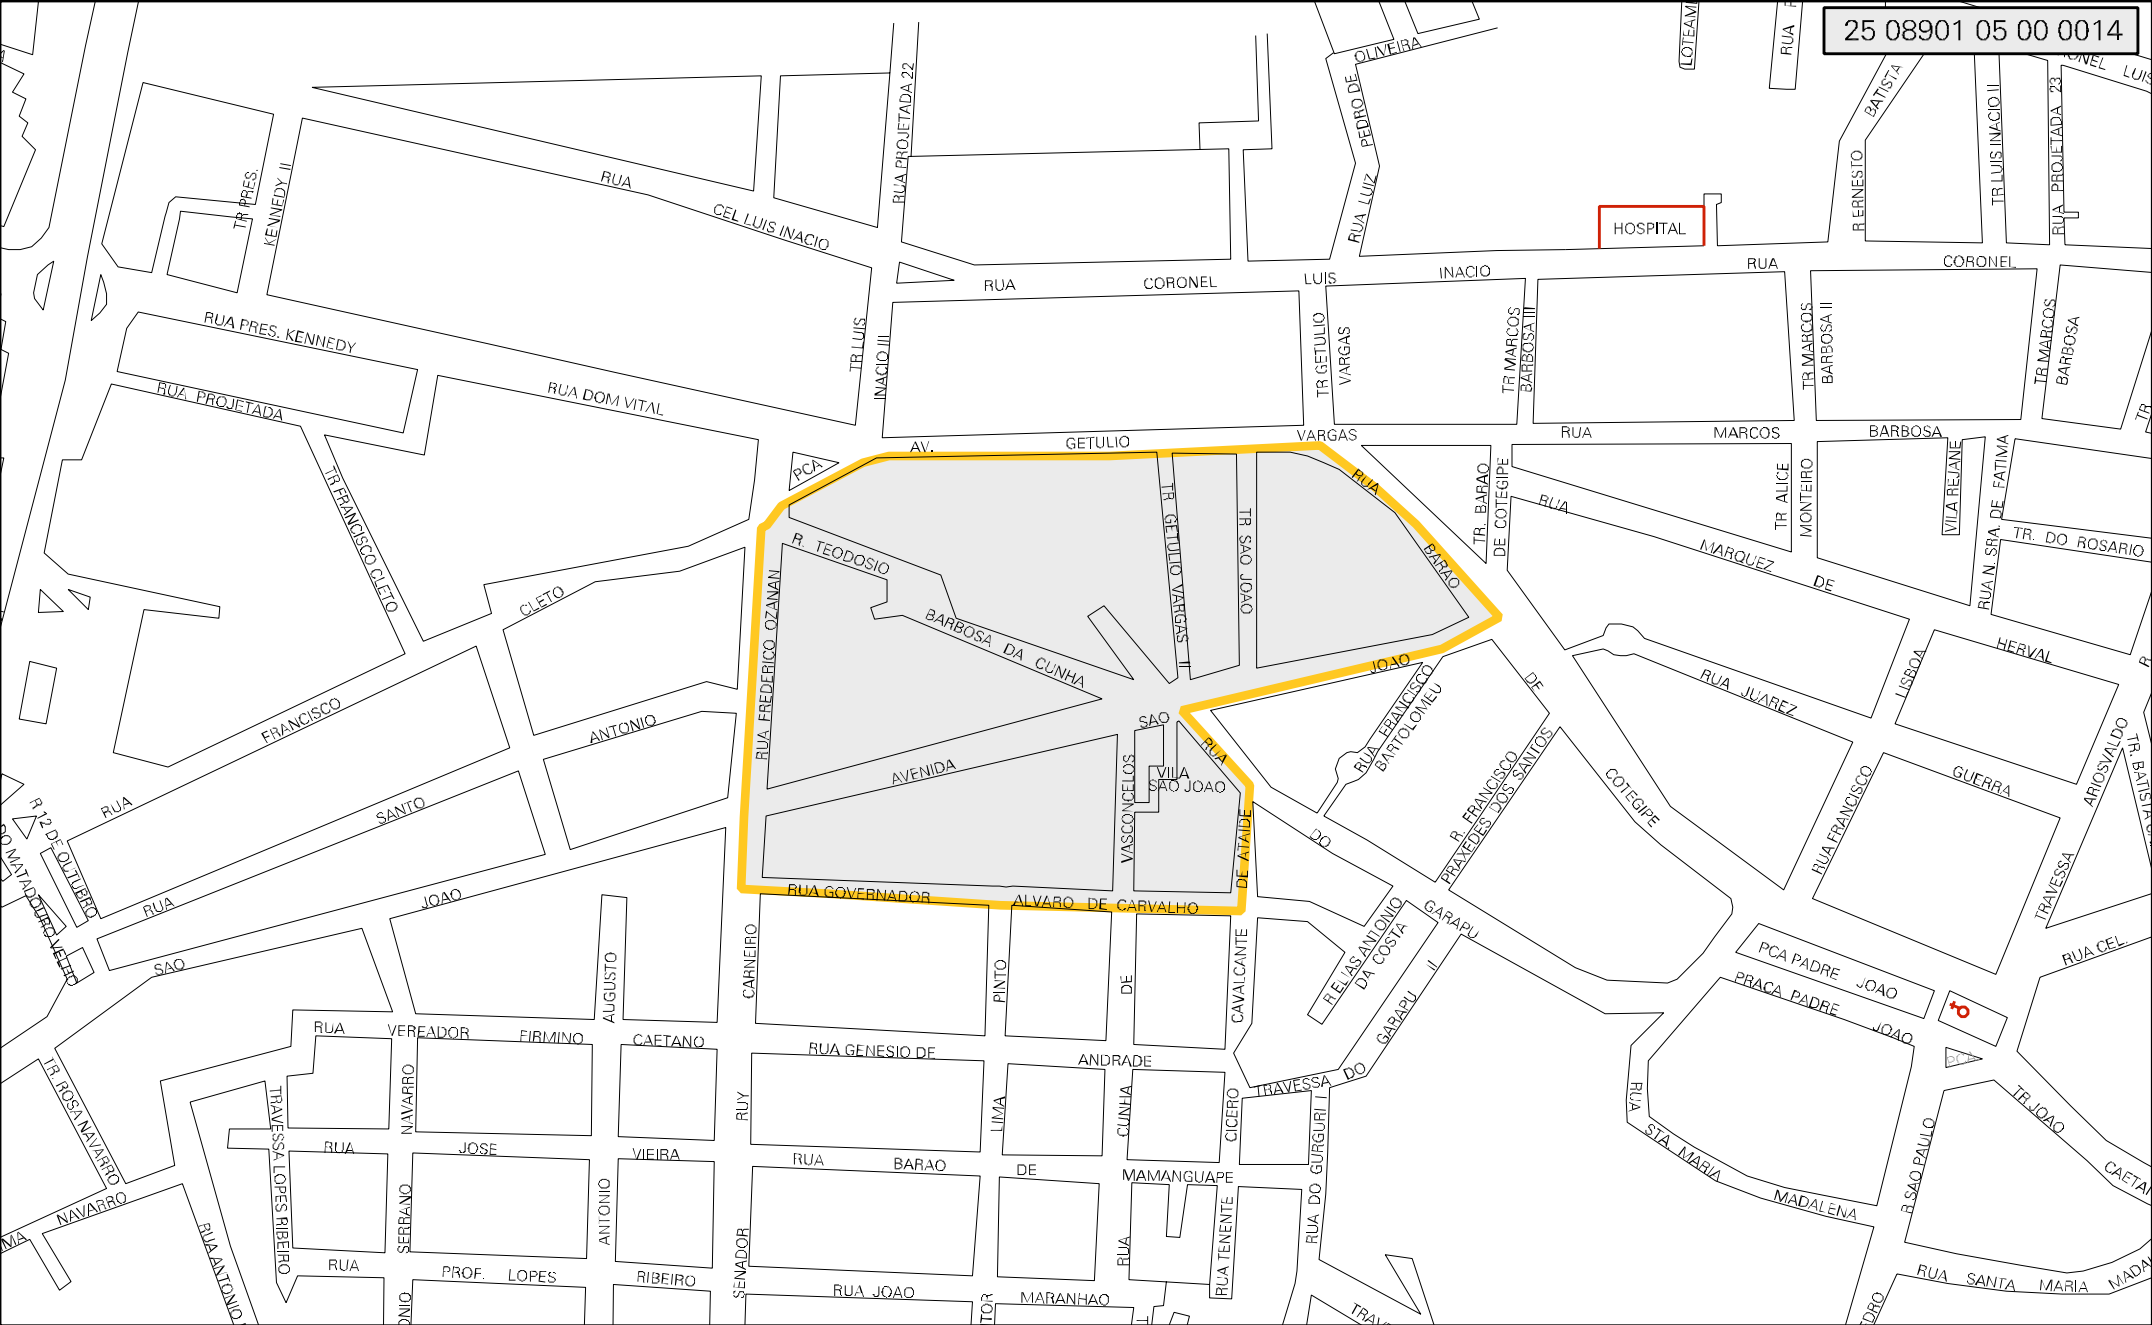 25 08901 05 00 0014
OLIVEIRA
PEDRO DE
RUA LUIZ
LOTEAM
BATISTA
R ERNESTO
TR LUIS INACIO II
RUA PROJETADA 23
LUIS
RUA PROJETADA 22
TR PRES.
KENNEDY II
RUA
CEL LUIS INACIO
HOSPITAL
RUA
CORONEL
LUIS
INACIO
RUA
CORONEL
RUA PRES. KENNEDY
RUA PROJETADA
RUA DOM VITAL
TR LUIS
INACIO III
TR GETULIO
VARGAS
TR MARCOS
BARBOSA III
TR MARCOS
BARBOSA II
TR MARCOS
BARBOSA
AV.
GETULIO
VARGAS
RUA
MARCOS
BARBOSA
PCA
TR FRANCISCO CLETO
RUA
BARAO
TR. BARAO
DE COTEGIPE
RUA
MARQUEZ
DE
HERVAL
TR ALICE
MONTEIRO
VILA REJANE
RUA N. SRA. DE FATIMA
TR. DO ROSARIO
R. TEODOSIO
BARBOSA DA CUNHA
TR GETULIO VARGAS II
TR SAO JOAO
RUA FREDERICO OZANAN
CLETO
FRANCISCO
RUA
ANTONIO
SANTO
RUA
JOAO
SAO
AVENIDA
SAO
JOAO
VILA
SAO JOAO
VASCONCELOS
RUA
DE ATAIDE
RUA FRANCISCO
BARTOLOMEU
DE
COTEGIPE
R. FRANCISCO
PRAXEDES DOS SANTOS
RUA JUAREZ
LISBOA
RUA FRANCISCO
GUERRA
ARIOSVALDO
TRAVESSA
TR. BATISTA
R 12 DE OUTUBRO
DO MATADOURO VELHO
RUA GOVERNADOR
ALVARO DE CARVALHO
DO
GARAPU
R ELIAS ANTONIO
DA COSTA
GARAPU II
DO
TRAVESSA
PCA PADRE
JOAO
PRACA PADRE
JOAO
RUA CEL.
PCA
CARNEIRO
AUGUSTO
PINTO
DE
CAVALCANTE
RUA
VEREADOR
FIRMINO
CAETANO
RUA GENESIO DE
ANDRADE
TR. ROSA NAVARRO
NAVARRO
TRAVESSA LOPES RIBEIRO
NAVARRO
RUY
LIMA
CUNHA
CICERO
RUA DO GURGURI I
RUA
STA MARIA
MADALENA
R SAO PAULO
TR JOAO
CAETA
RUA
JOSE
VIEIRA
RUA
BARAO
DE
MAMANGUAPE
SERRANO
ANTONIO
SENADOR
RUA
RUA TENENTE
RUA ANTONIO
IMA
RUA
PROF.
LOPES
RIBEIRO
RUA JOAO
MARANHAO
RUA
SANTA
MARIA
MADA
ONIO
TOR
TRAV
EDRO